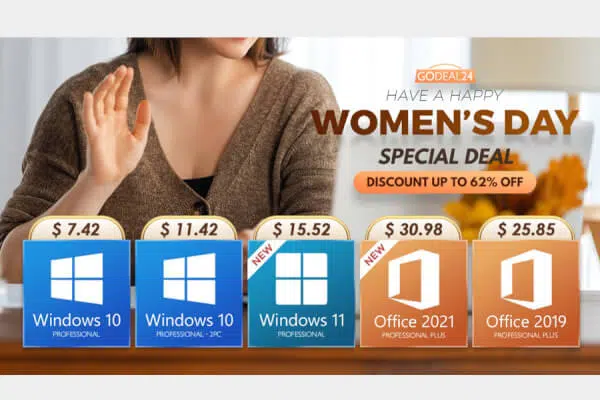 GODEAL24
HAVE A HAPPY
WOMEN'S DAY
SPECIAL DEAL
DISCOUNT UP TO 62% OFF
$ 7.42
$ 11.42
$ 15.52
$ 30.98
$ 25.85
Windows 10
PROFESSIONAL
Windows 10
PROFESSIONAL - 2PC
NEW
Windows 11
PROFESSIONAL
NEW
Office 2021
PROFESSIONAL PLUS
Office 2019
PROFESSIONAL PLUS